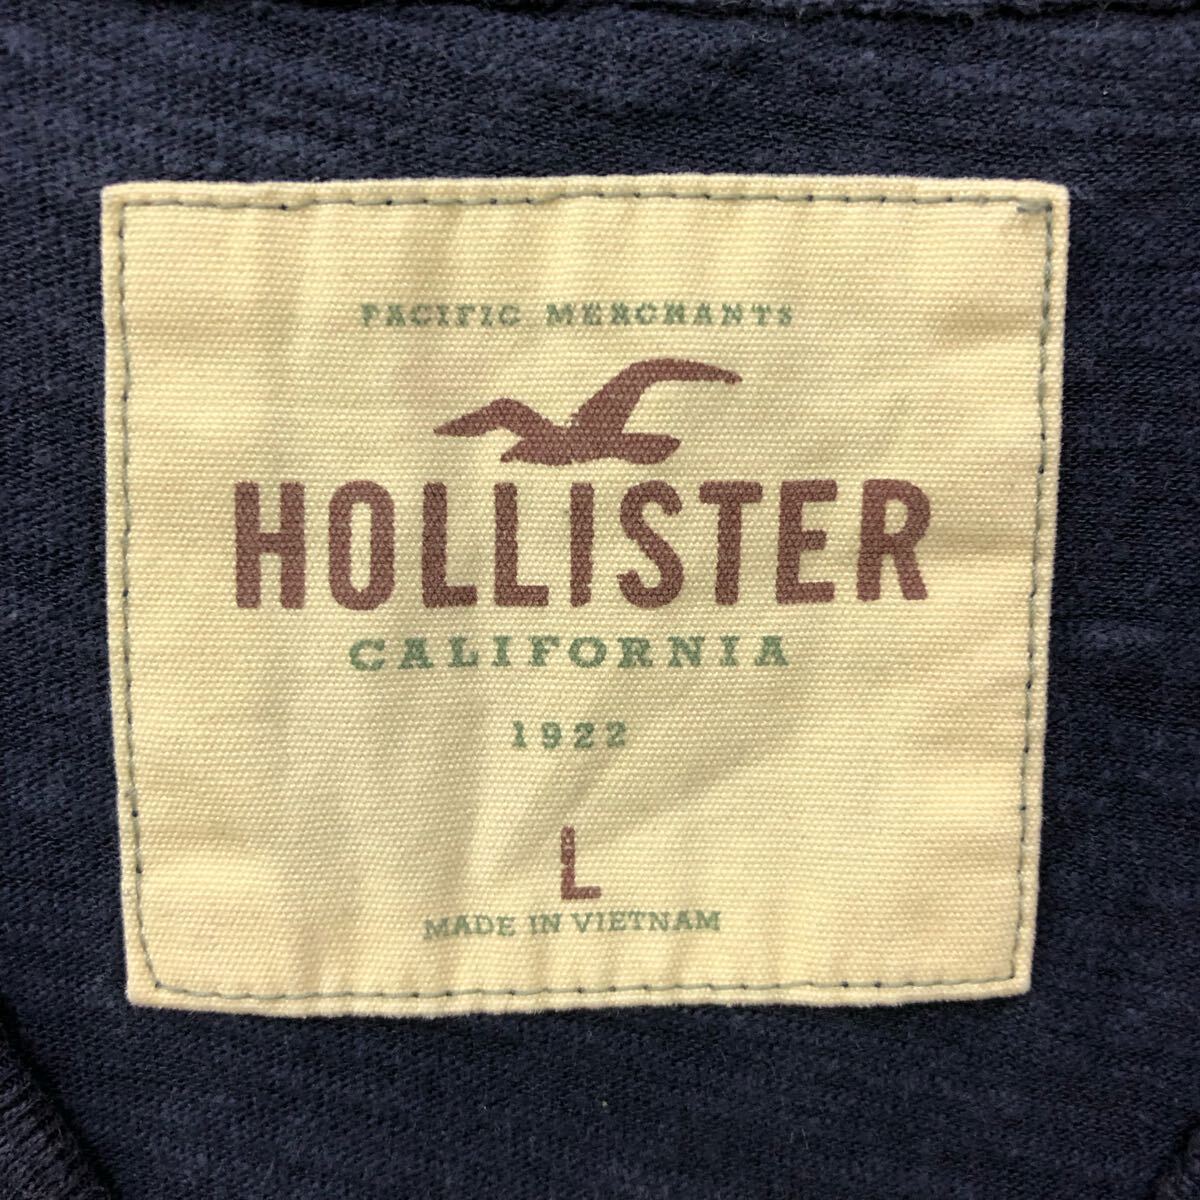 PACIFIC MERCHANTS
HOLLISTER
CALIFORNIA
1922
L
MADE IN VIETNAM